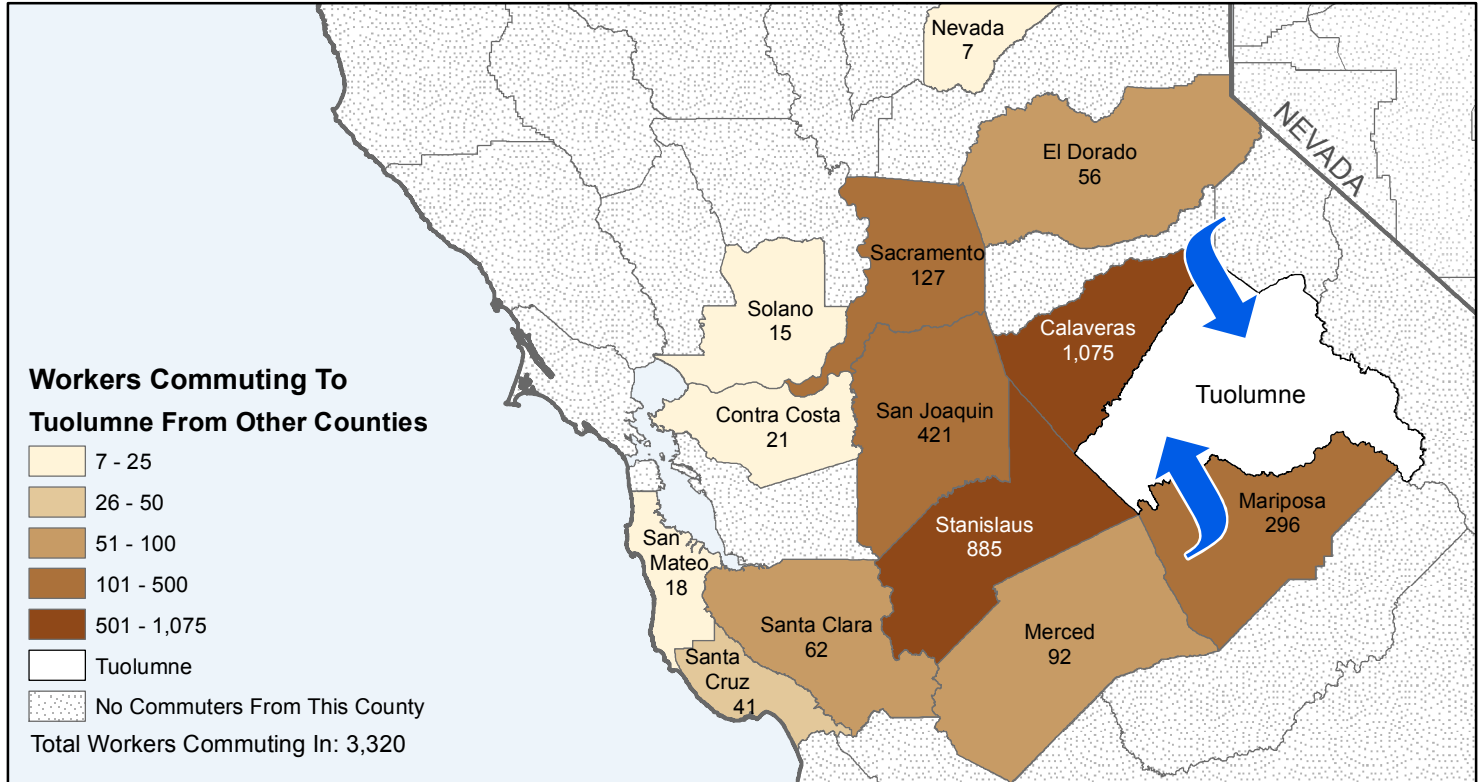 Nevada
7
El Dorado
56
NEVADA
Sacramento
127
Solano
15
Calaveras
1,075
Tuolumne
Contra Costa
21
San Joaquin
421
Mariposa
296
Stanislaus
885
San
Mateo
18
Santa Clara
62
Merced
92
Santa
Cruz
41
Workers Commuting To
Tuolumne From Other Counties
7 - 25
26 - 50
51 - 100
101 - 500
501 - 1,075
Tuolumne
No Commuters From This County
Total Workers Commuting In: 3,320